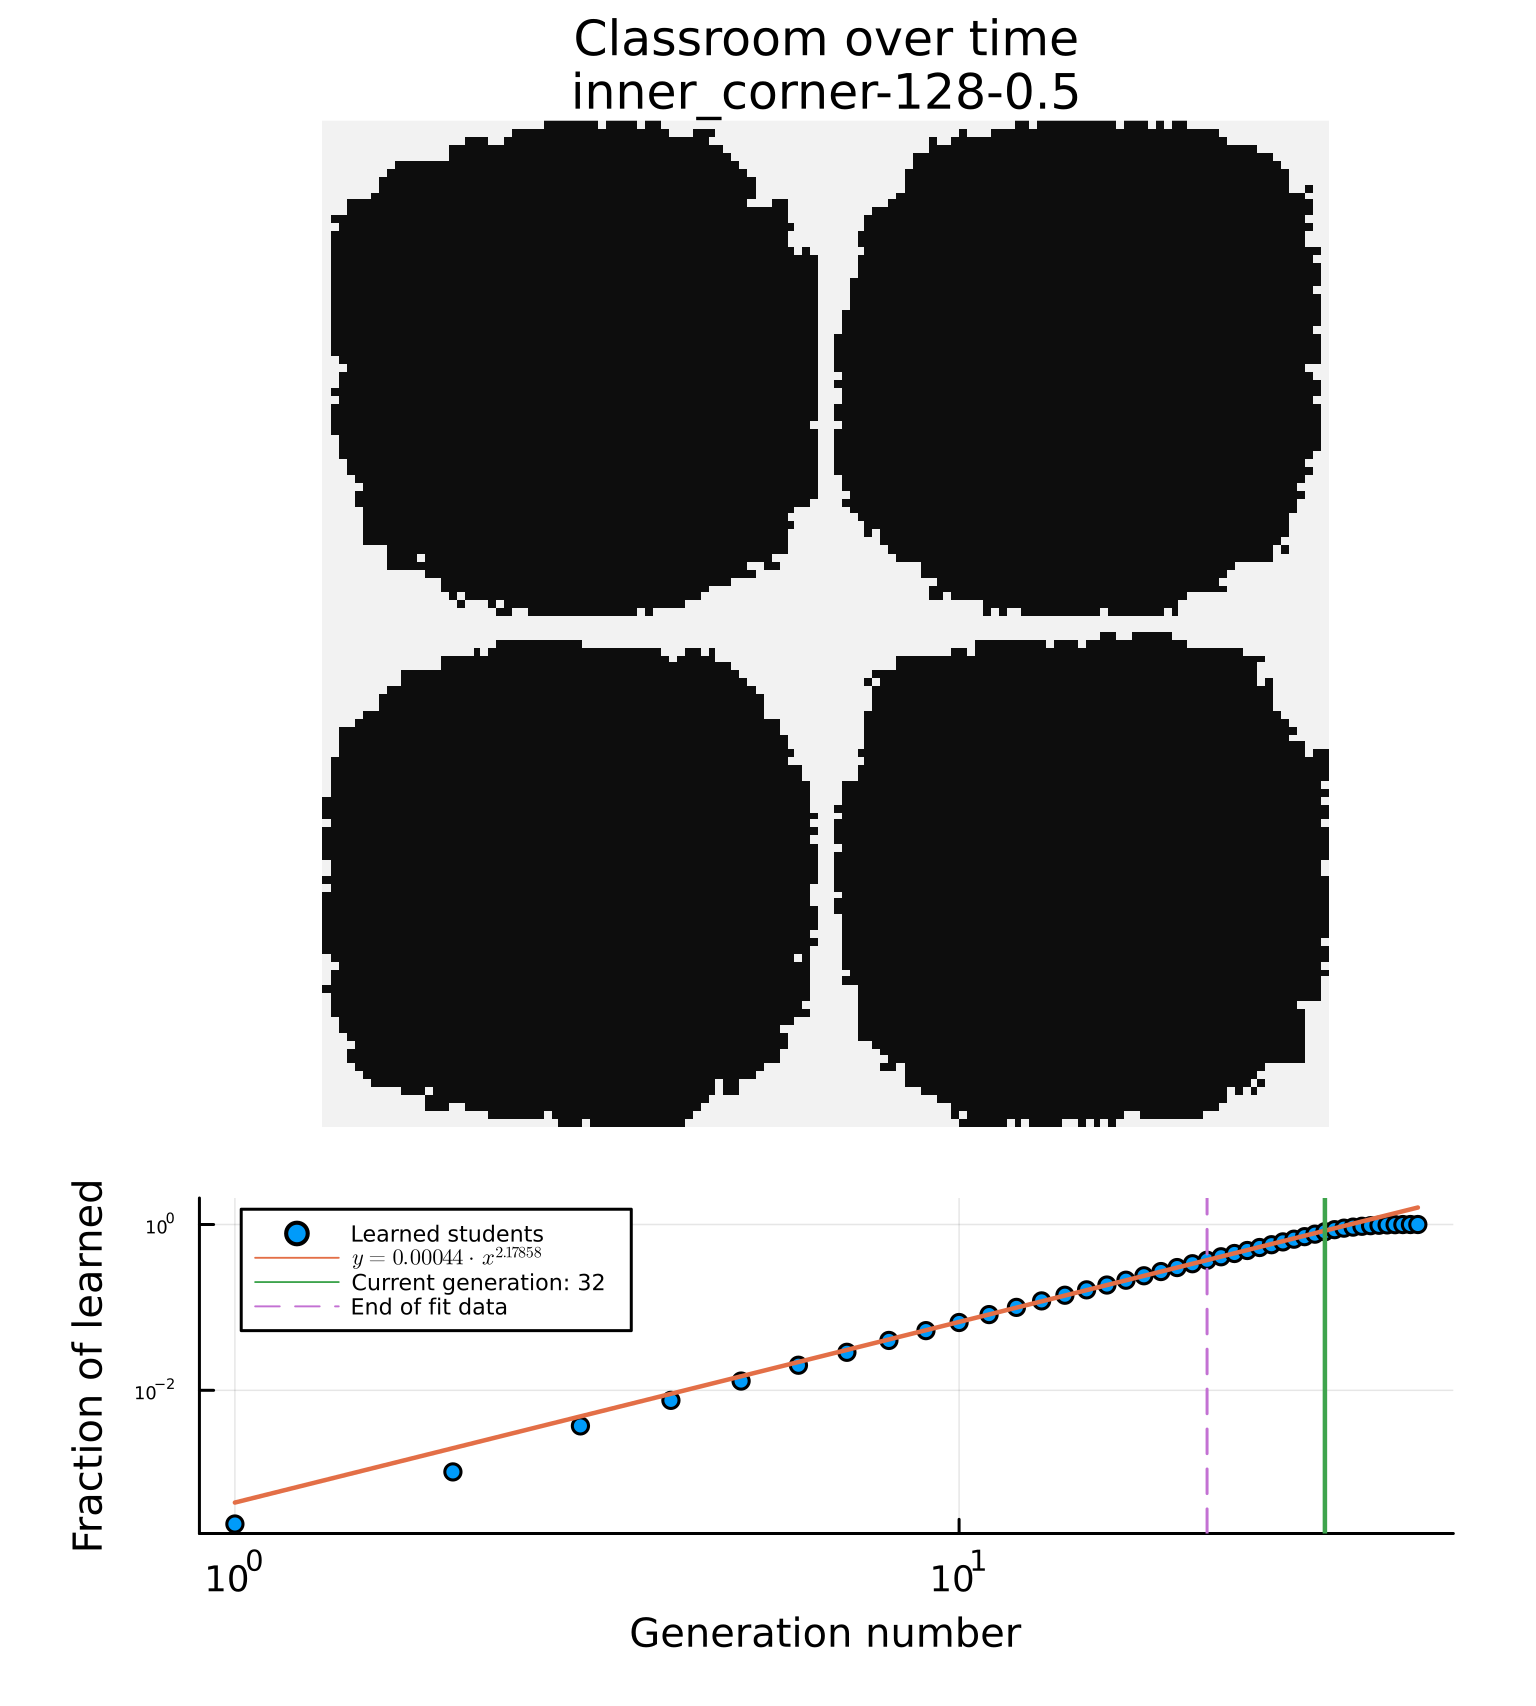 Classroom over time
inner_corner-128-0.5
Fraction of learned
10^0
10^−2
Learned students
y = 0.00044 · x^2.17858
Current generation: 32
End of fit data
10^0
10^1
Generation number